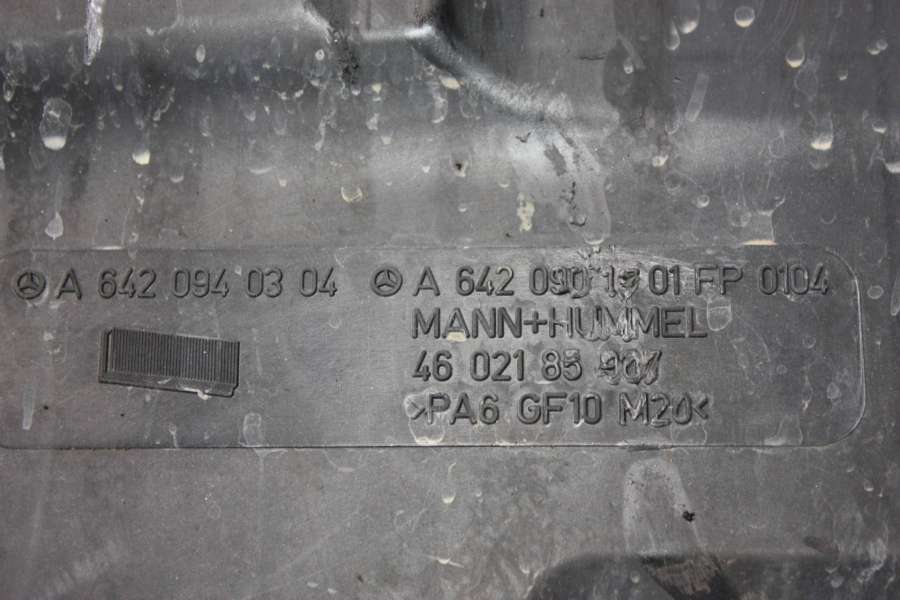 A 642 094 03 04
A 642 090 01 FP 0104
MANN+HUMMEL
46 021 85
>PA6 GF10 M20<